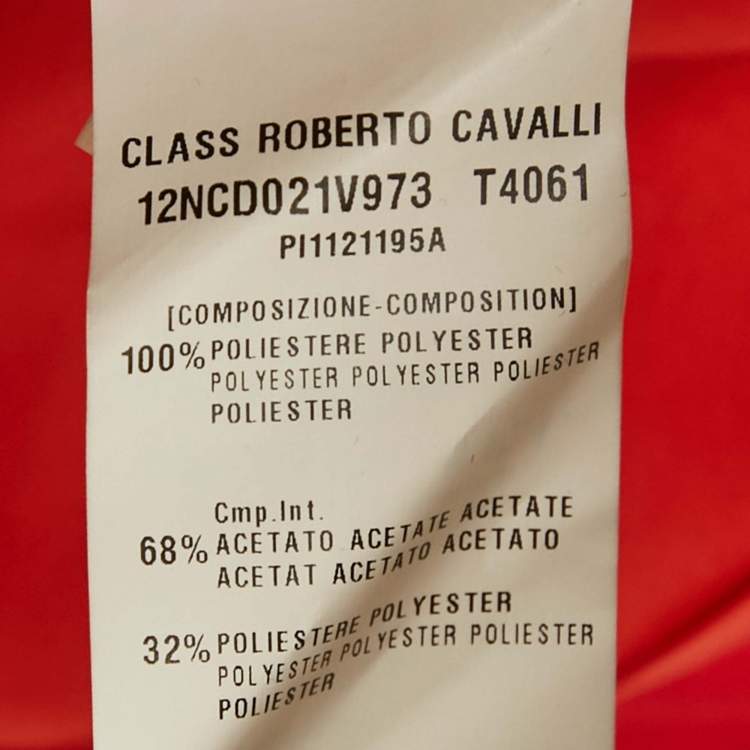 CLASS ROBERTO CAVALLI
12NCD021V973 T4061
PI1121195A
[COMPOSIZIONE-COMPOSITION]
100% POLIESTERE POLYESTER
POLYESTER POLYESTER POLIESTER
POLIESTER
Cmp.Int.
68% ACETATO ACETATE ACETATE
ACETAT ACETATO ACETATO
32% POLIESTERE POLYESTER
POLYESTER POLYESTER POLIESTER
POLIESTER